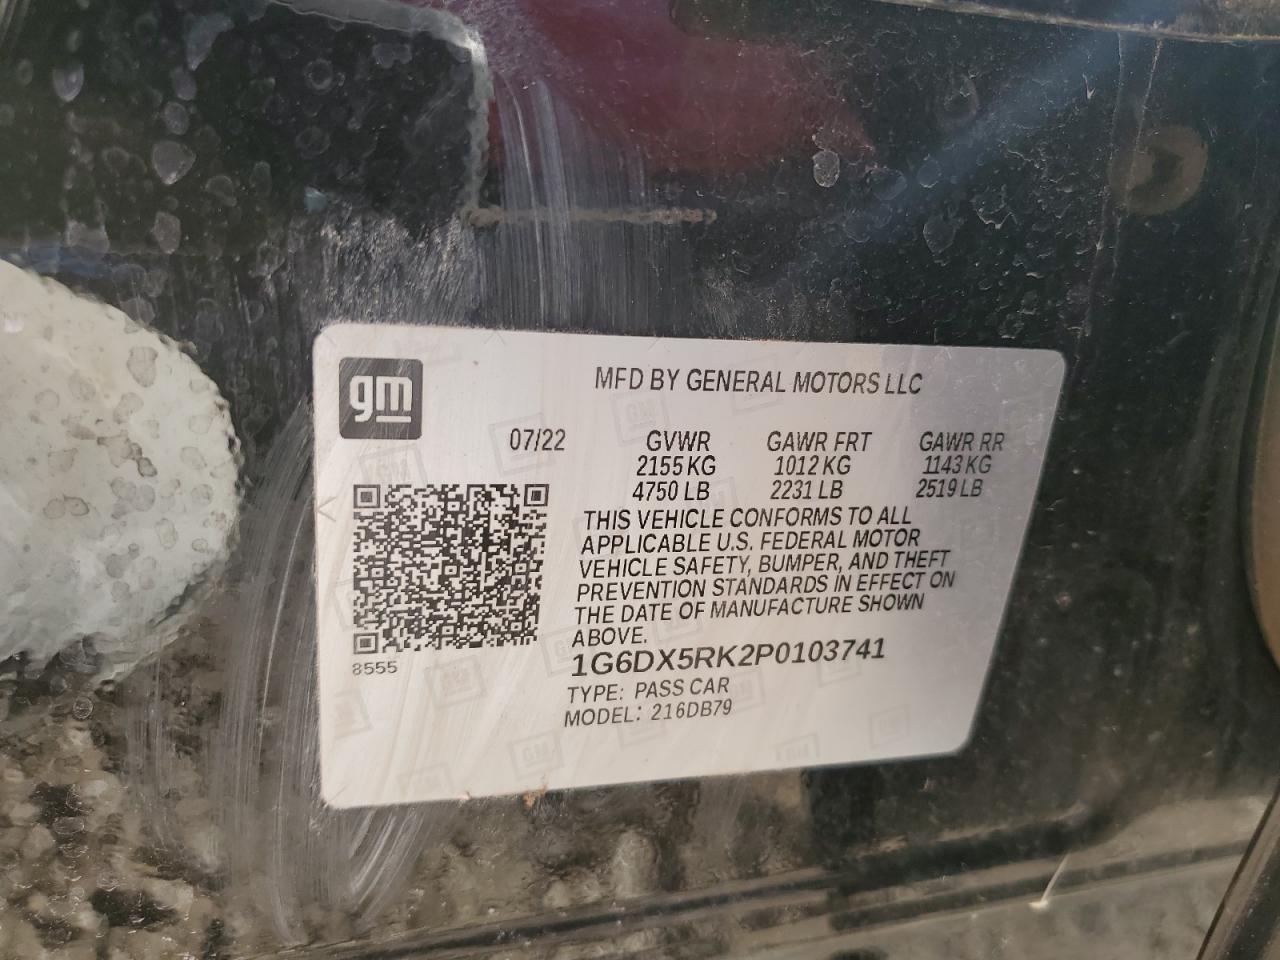 gm
MFD BY GENERAL MOTORS LLC
07/22 GVWR GAWR FRT GAWR RR
2155 KG 1012 KG 1143 KG
4750 LB 2231 LB 2519 LB
THIS VEHICLE CONFORMS TO ALL
APPLICABLE U.S. FEDERAL MOTOR
VEHICLE SAFETY, BUMPER, AND THEFT
PREVENTION STANDARDS IN EFFECT ON
THE DATE OF MANUFACTURE SHOWN
ABOVE.
8555
1G6DX5RK2P0103741
TYPE: PASS CAR
MODEL: 216DB79